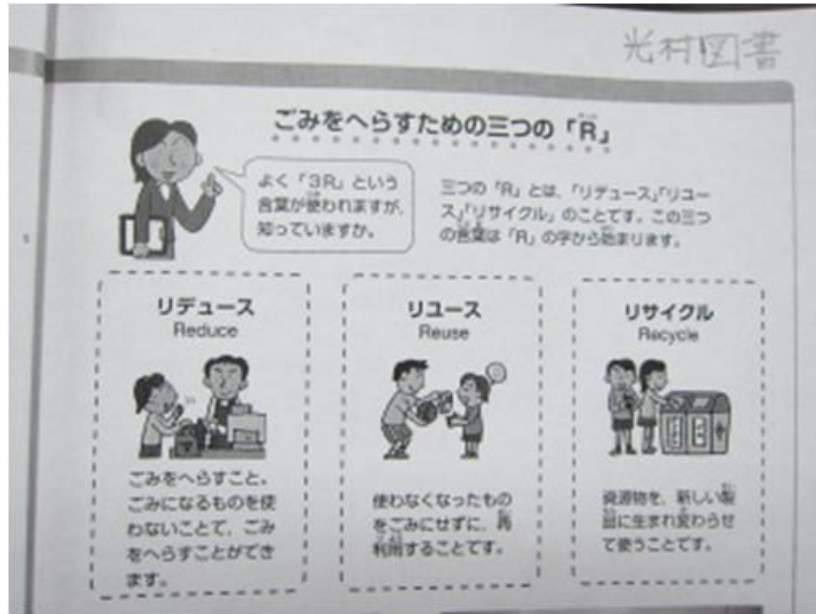 光村図書
ごみをへらすための三つの「R」
よく「3R」という
言葉が使われますが、
知っていますか。
三つの「R」とは、「リデュース」「リユー
ス」「リサイクル」のことです。この三つ
の言葉は「R」の字から始まります。
リデュース
Reduce
ごみをへらすこと。
ごみになるものを使
わないことで、ごみ
をへらすことができ
ます。
リユース
Reuse
使わなくなったもの
をごみにせずに、再
利用することです。
リサイクル
Recycle
資源物を、新しい製
品に生まれ変わらせ
て使うことです。